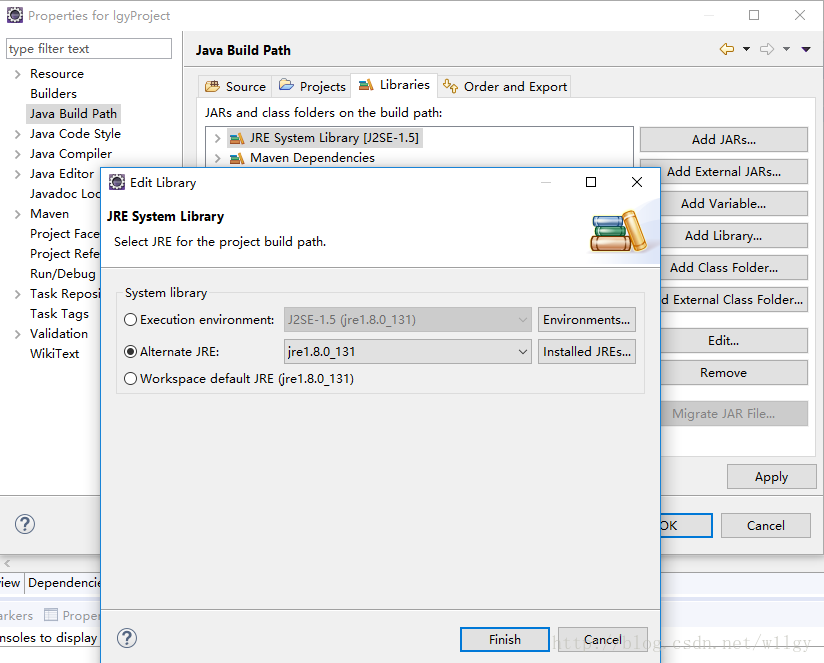 Properties for lgyProject
type filter text
Java Build Path
Resource
Builders
Java Build Path
Java Code Style
Java Compiler
Java Editor
Javadoc Loc
Maven
Project Face
Project Refe
Run/Debug
Task Reposi
Task Tags
Validation
WikiText
Source
Projects
Libraries
Order and Export
JARs and class folders on the build path:
JRE System Library [J2SE-1.5]
Maven Dependencies
Add JARs...
Add External JARs...
Add Variable...
Add Library...
Add Class Folder...
d External Class Folder...
Edit...
Remove
Migrate JAR File...
Apply
OK
Cancel
Edit Library
JRE System Library
Select JRE for the project build path.
System library
Execution environment: J2SE-1.5 (jre1.8.0_131) Environments...
Alternate JRE: jre1.8.0_131 Installed JREs...
Workspace default JRE (jre1.8.0_131)
Finish
Cancel
iew
Dependencie
arkers
Proper
nsoles to display
http://blog.csdn.net/w11gy